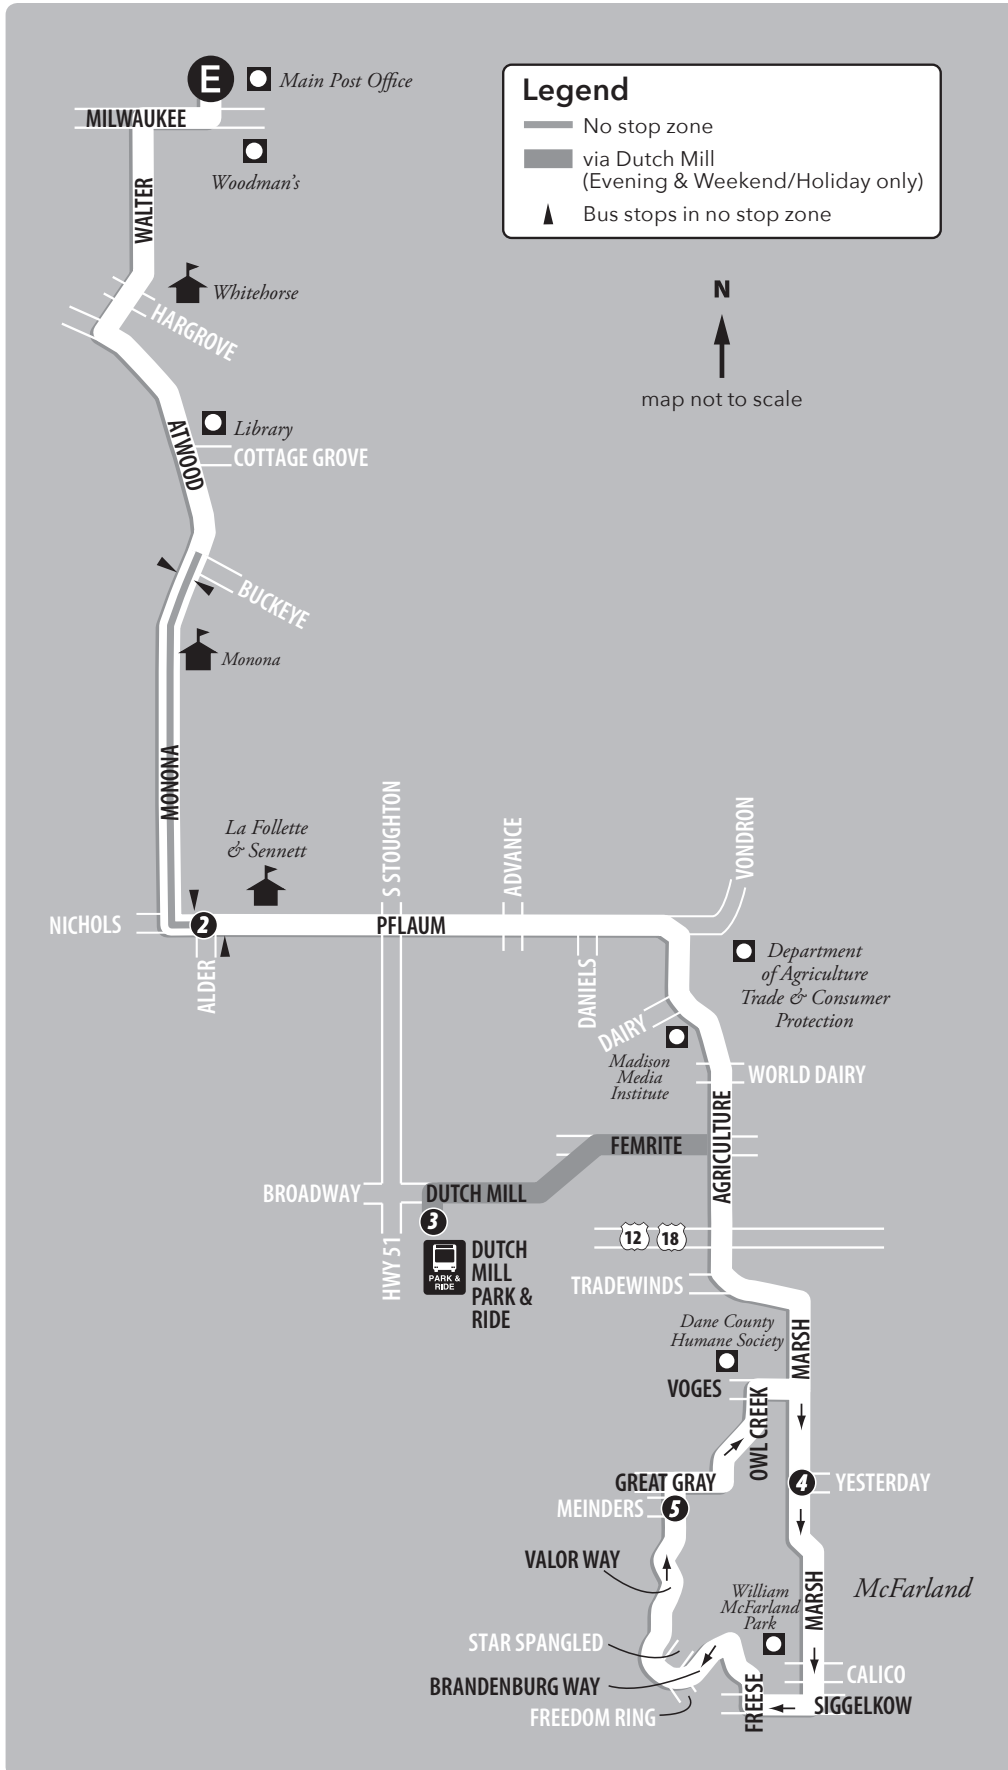 E
Main Post Office
MILWAUKEE
Woodman's
Legend
No stop zone
via Dutch Mill
(Evening & Weekend/Holiday only)
Bus stops in no stop zone
WALTER
Whitehorse
HARGROVE
N
map not to scale
ATWOOD
Library
COTTAGE GROVE
BUCKEYE
Monona
MONONA
La Follette
& Sennett
S STOUGHTON
ADVANCE
VONDRON
NICHOLS
2
PFLAUM
ALDER
DANIELS
Department
of Agriculture
Trade & Consumer
Protection
DAIRY
Madison
Media
Institute
WORLD DAIRY
AGRICULTURE
FEMRITE
BROADWAY
DUTCH MILL
3
HWY 51
PARK &
RIDE
DUTCH
MILL
PARK &
RIDE
12
18
TRADEWINDS
Dane County
Humane Society
MARSH
VOGES
OWL CREEK
GREAT GRAY
4
YESTERDAY
MEINDERS
5
VALOR WAY
William
McFarland
Park
MARSH
McFarland
STAR SPANGLED
CALICO
BRANDENBURG WAY
FREESE
SIGGELKOW
FREEDOM RING